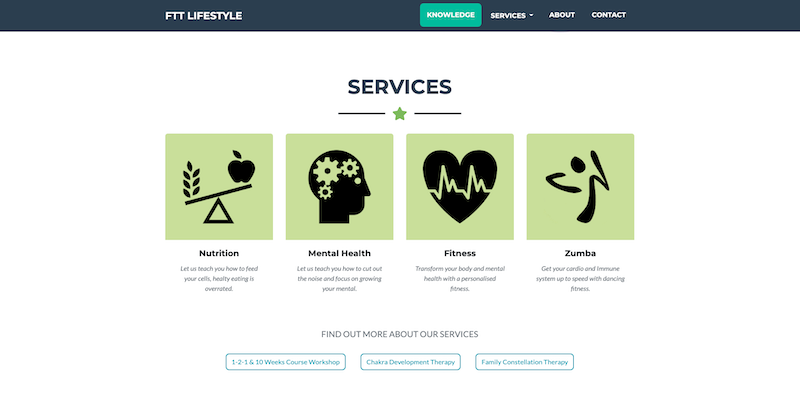 FTT LIFESTYLE
KNOWLEDGE SERVICES ABOUT CONTACT
SERVICES
Nutrition
Let us teach you how to feed
your cells, healty eating is
overrated.
Mental Health
Let us teach you how to cut out
the noise and focus on growing
your mental.
Fitness
Transform your body and mental
health with a personalised
fitness.
Zumba
Get your cardio and Immune
system up to speed with dancing
fitness.
FIND OUT MORE ABOUT OUR SERVICES
1-2-1 & 10 Weeks Course Workshop
Chakra Development Therapy
Family Constellation Therapy